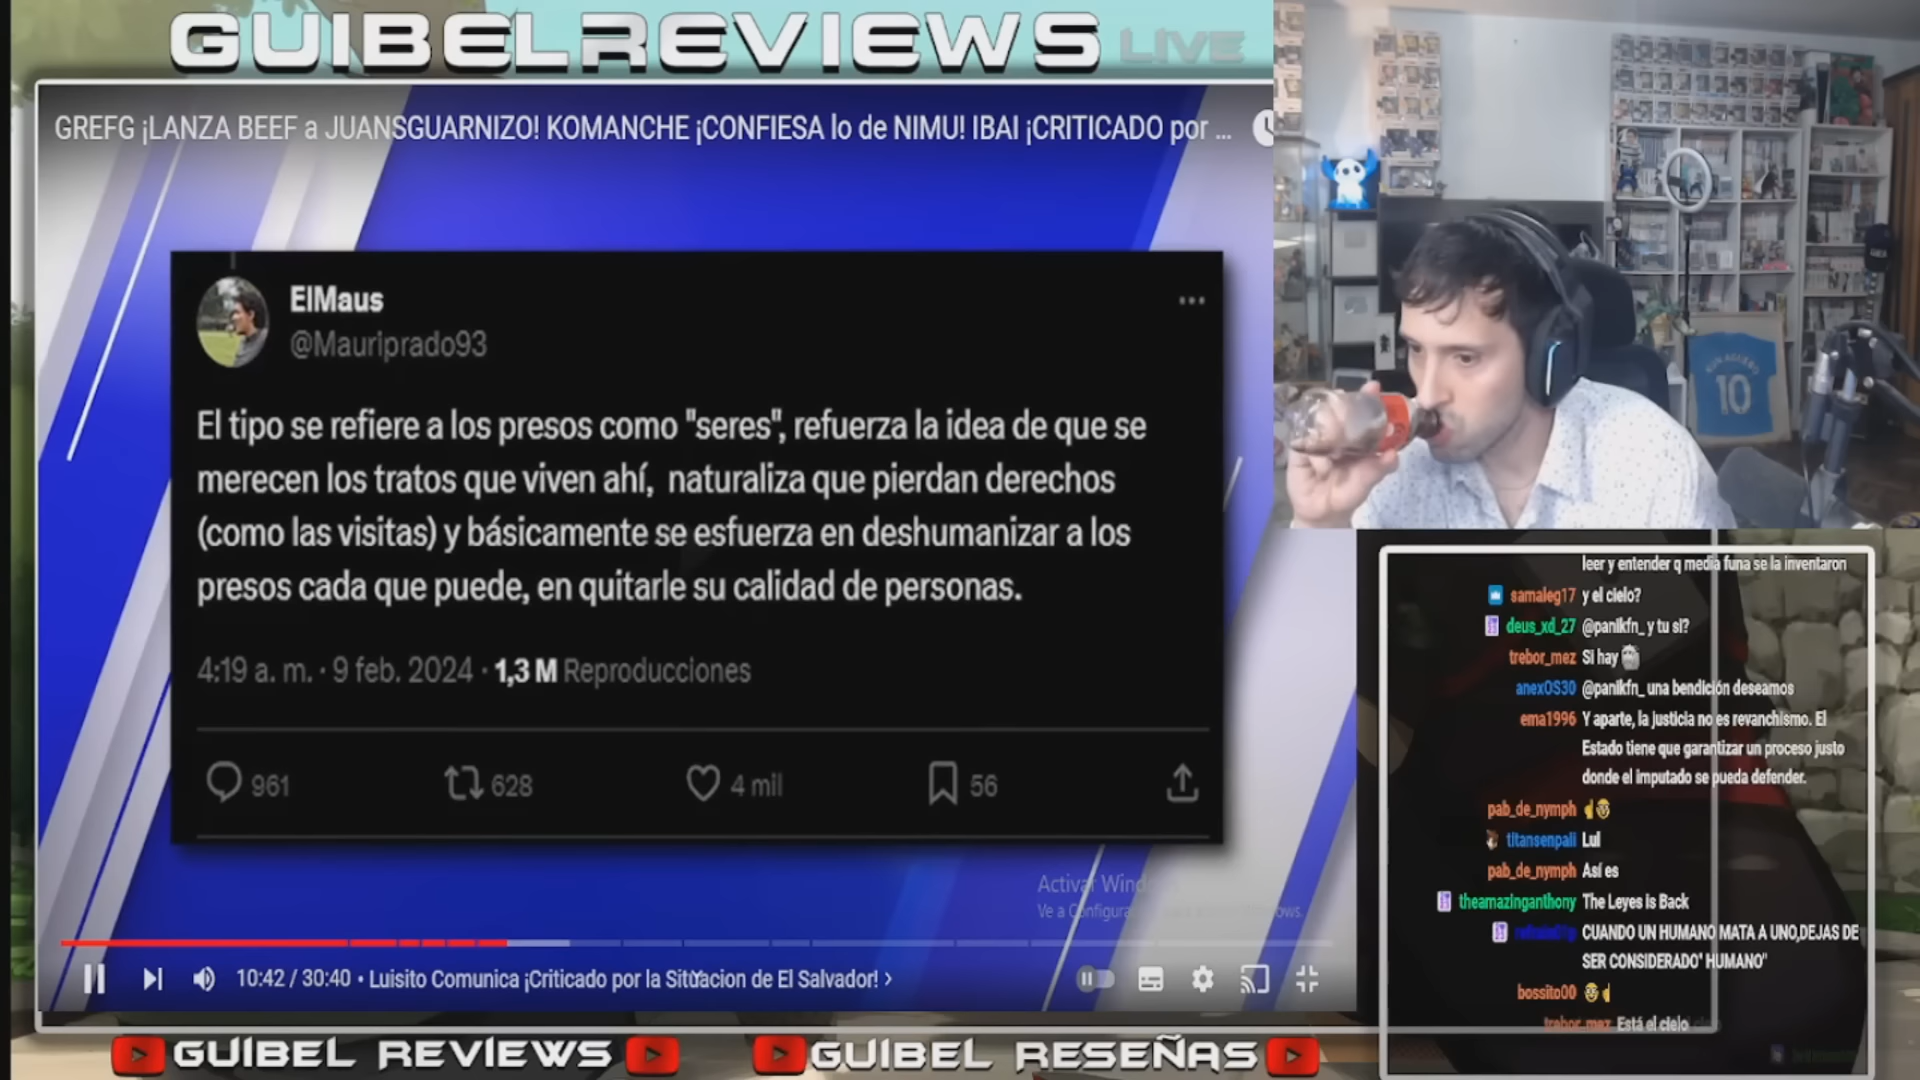 GUIBELREVIEWS LIVE
GREFG ¡LANZA BEEF a JUANSGUARNIZO! KOMANCHE ¡CONFIESA lo de NIMU! IBAI ¡CRITICADO por ...
ElMaus
@Mauriprado93
El tipo se refiere a los presos como "seres", refuerza la idea de que se
merecen los tratos que viven ahí, naturaliza que pierdan derechos
(como las visitas) y básicamente se esfuerza en deshumanizar a los
presos cada que puede, en quitarle su calidad de personas.
4:19 a. m. · 9 feb. 2024 · 1,3 M Reproducciones
961
628
4 mil
56
Activar
Ve a
10:42 / 30:40 • Luisito Comunica ¡Criticado por la Situacion de El Salvador! >
GUIBEL REVIEWS
GUIBEL RESEÑAS
KUN AGÜERO
10
leer y entender q media funa se la inventaron
samaleg17 y el cielo?
deus_xd_27 @panikfn_ y tu si?
trebor_mez Si hay
anexOS30 @panikfn_ una bendición deseamos
ema1996 Y aparte, la justicia no es revanchismo. El
Estado tiene que garantizar un proceso justo
donde el imputado se pueda defender.
pab_de_nymph
titansenpaii Lul
pab_de_nymph Así es
theamazinganthony The Leyes is Back
CUANDO UN HUMANO MATA A UNO,DEJAS DE
SER CONSIDERADO" HUMANO"
bossito00
trebor_mez Está el cielo